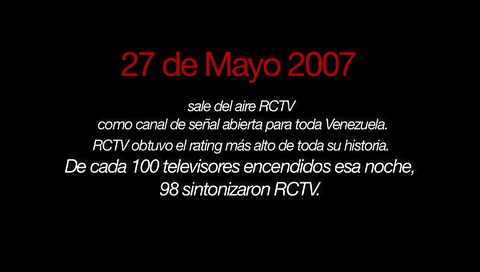 27 de Mayo 2007
sale del aire RCTV
como canal de señal abierta para toda Venezuela.
RCTV obtuvo el rating más alto de toda su historia.
De cada 100 televisores encendidos esa noche,
98 sintonizaron RCTV.